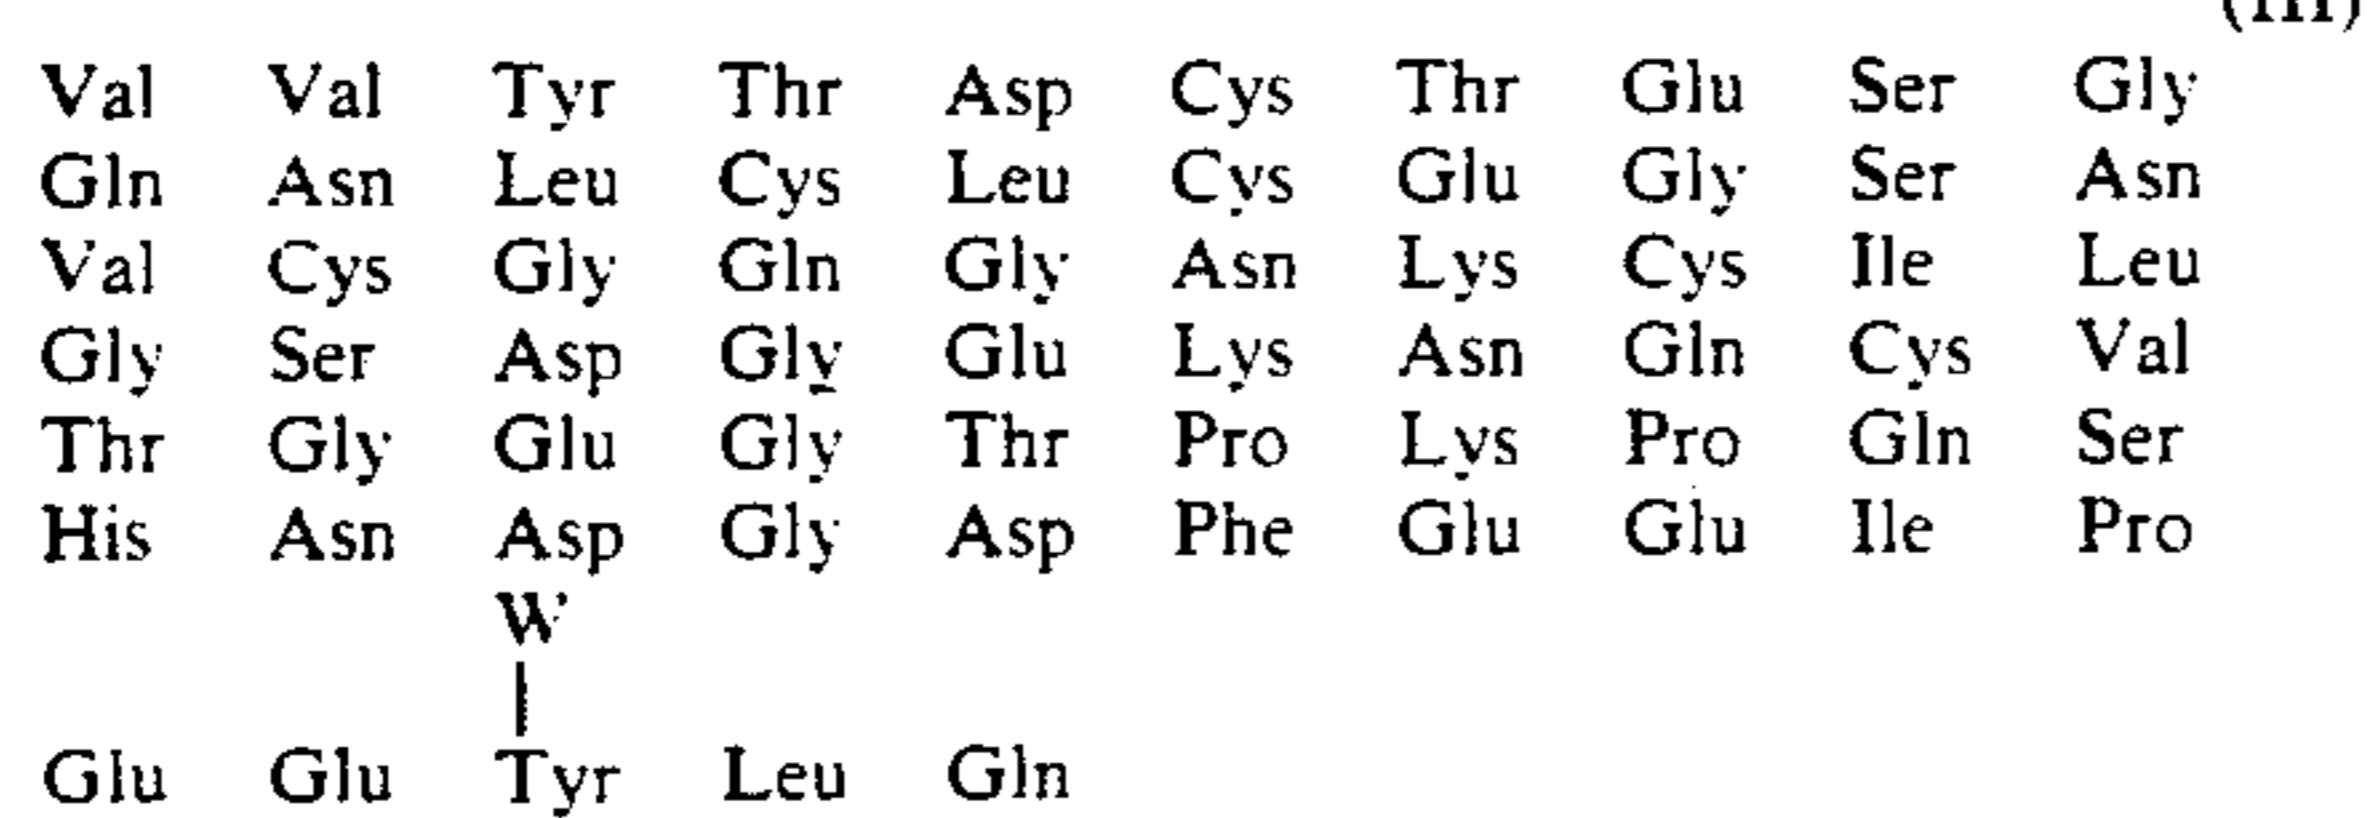 (III)
Val Val Tyr Thr Asp Cys Thr Glu Ser Gly
Gln Asn Leu Cys Leu Cys Glu Gly Ser Asn
Val Cys Gly Gln Gly Asn Lys Cys Ile Leu
Gly Ser Asp Gly Glu Lys Asn Gln Cys Val
Thr Gly Glu Gly Thr Pro Lys Pro Gln Ser
His Asn Asp Gly Asp Phe Glu Glu Ile Pro
W
Glu Glu Tyr Leu Gln